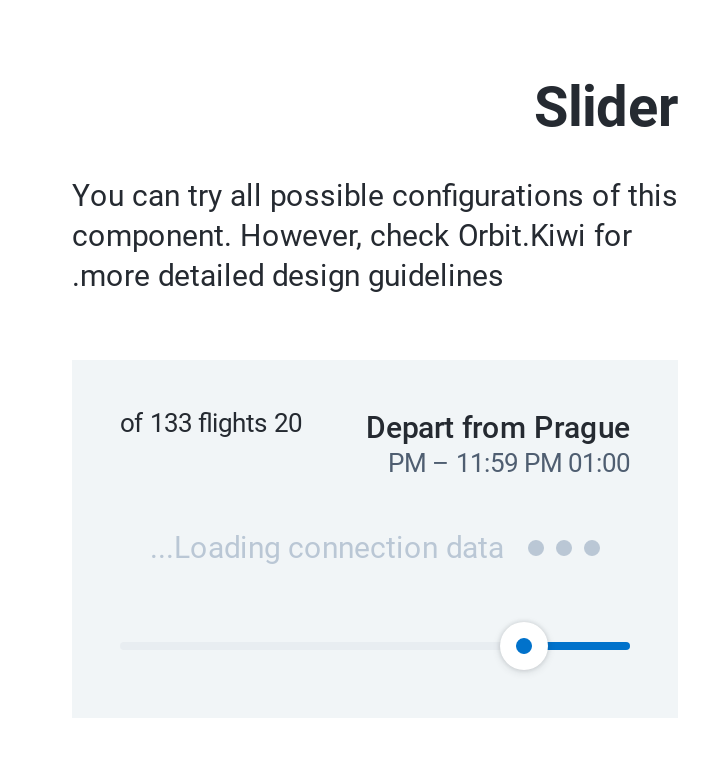 Slider
You can try all possible configurations of this
component. However, check Orbit.Kiwi for
.more detailed design guidelines
Depart from Prague
of 133 flights 20
PM – 11:59 PM 01:00
...Loading connection data